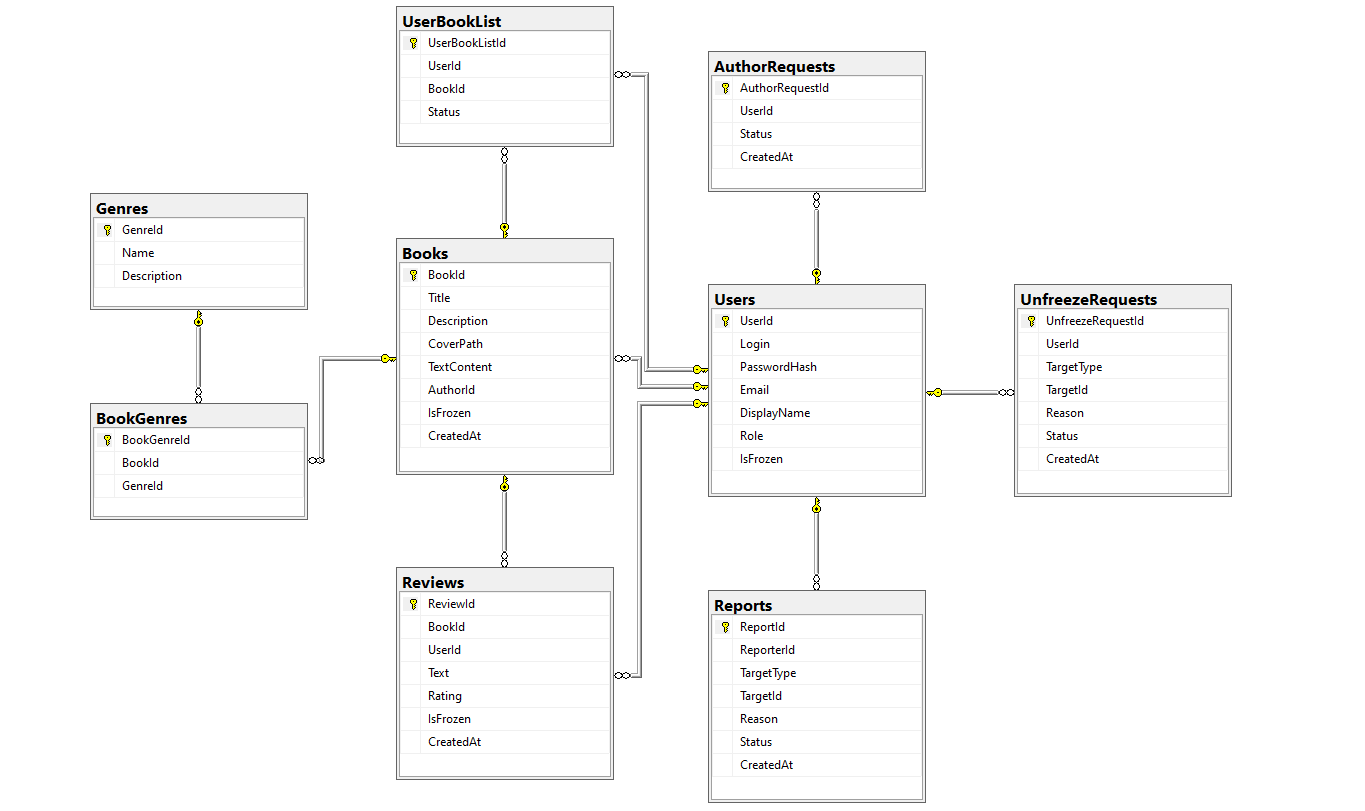 UserBookList
UserBookListId
UserId
BookId
Status
AuthorRequests
AuthorRequestId
UserId
Status
CreatedAt
Genres
GenreId
Name
Description
Books
BookId
Title
Description
CoverPath
TextContent
AuthorId
IsFrozen
CreatedAt
Users
UserId
Login
PasswordHash
Email
DisplayName
Role
IsFrozen
UnfreezeRequests
UnfreezeRequestId
UserId
TargetType
TargetId
Reason
Status
CreatedAt
BookGenres
BookGenreId
BookId
GenreId
Reviews
ReviewId
BookId
UserId
Text
Rating
IsFrozen
CreatedAt
Reports
ReportId
ReporterId
TargetType
TargetId
Reason
Status
CreatedAt